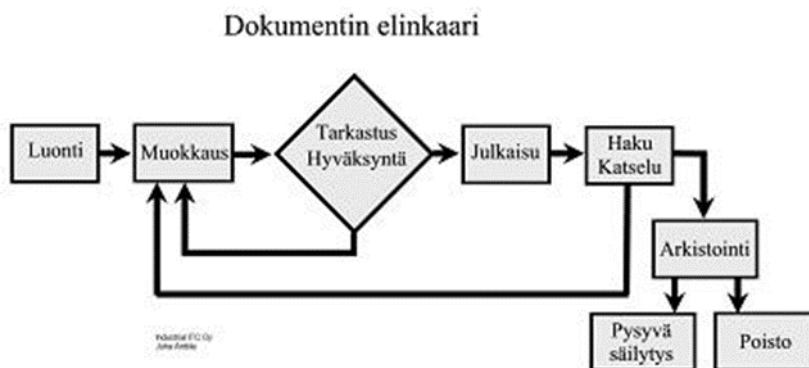 Dokumentin elinkaari
Luonti
Muokkaus
Tarkastus
Hyväksyntä
Julkaisu
Haku
Katselu
Arkistointi
Pysyvä
säilytys
Poisto